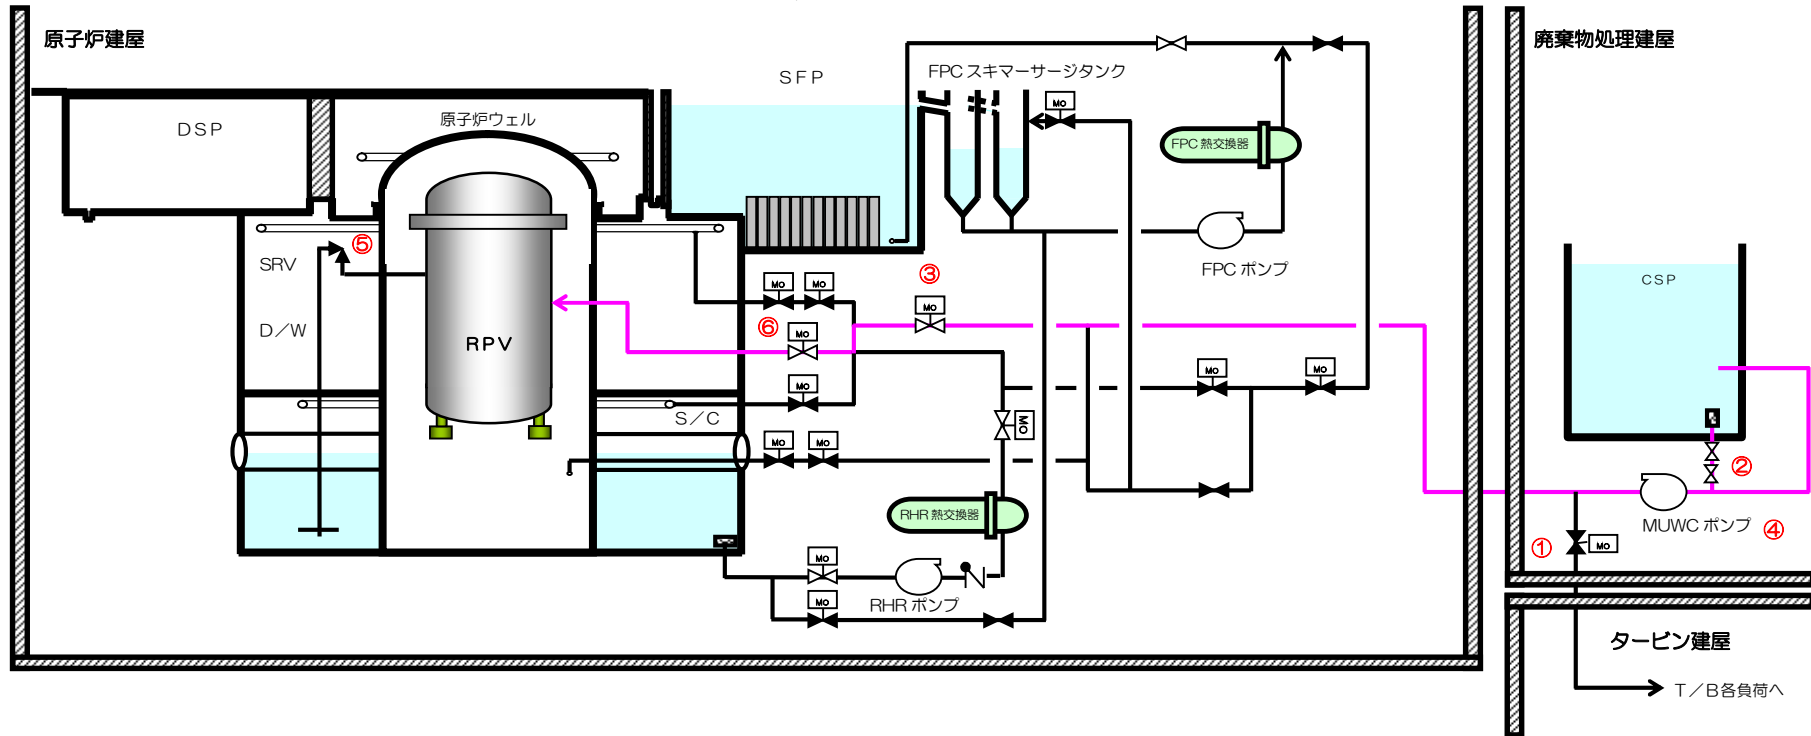 原子炉建屋
廃棄物処理建屋
SFP
FPC スキマーサージタンク
MO
DSP
原子炉ウェル
FPC 熱交換器
SRV
⑤
③
FPC ポンプ
MO
MO
CSP
MO
⑥
D/W
MO
RPV
MO
MO
MO
S/C
MO
MO
MO
②
RHR 熱交換器
MUWC ポンプ
④
①
MO
MO
RHR ポンプ
MO
タービン建屋
T/B各負荷へ